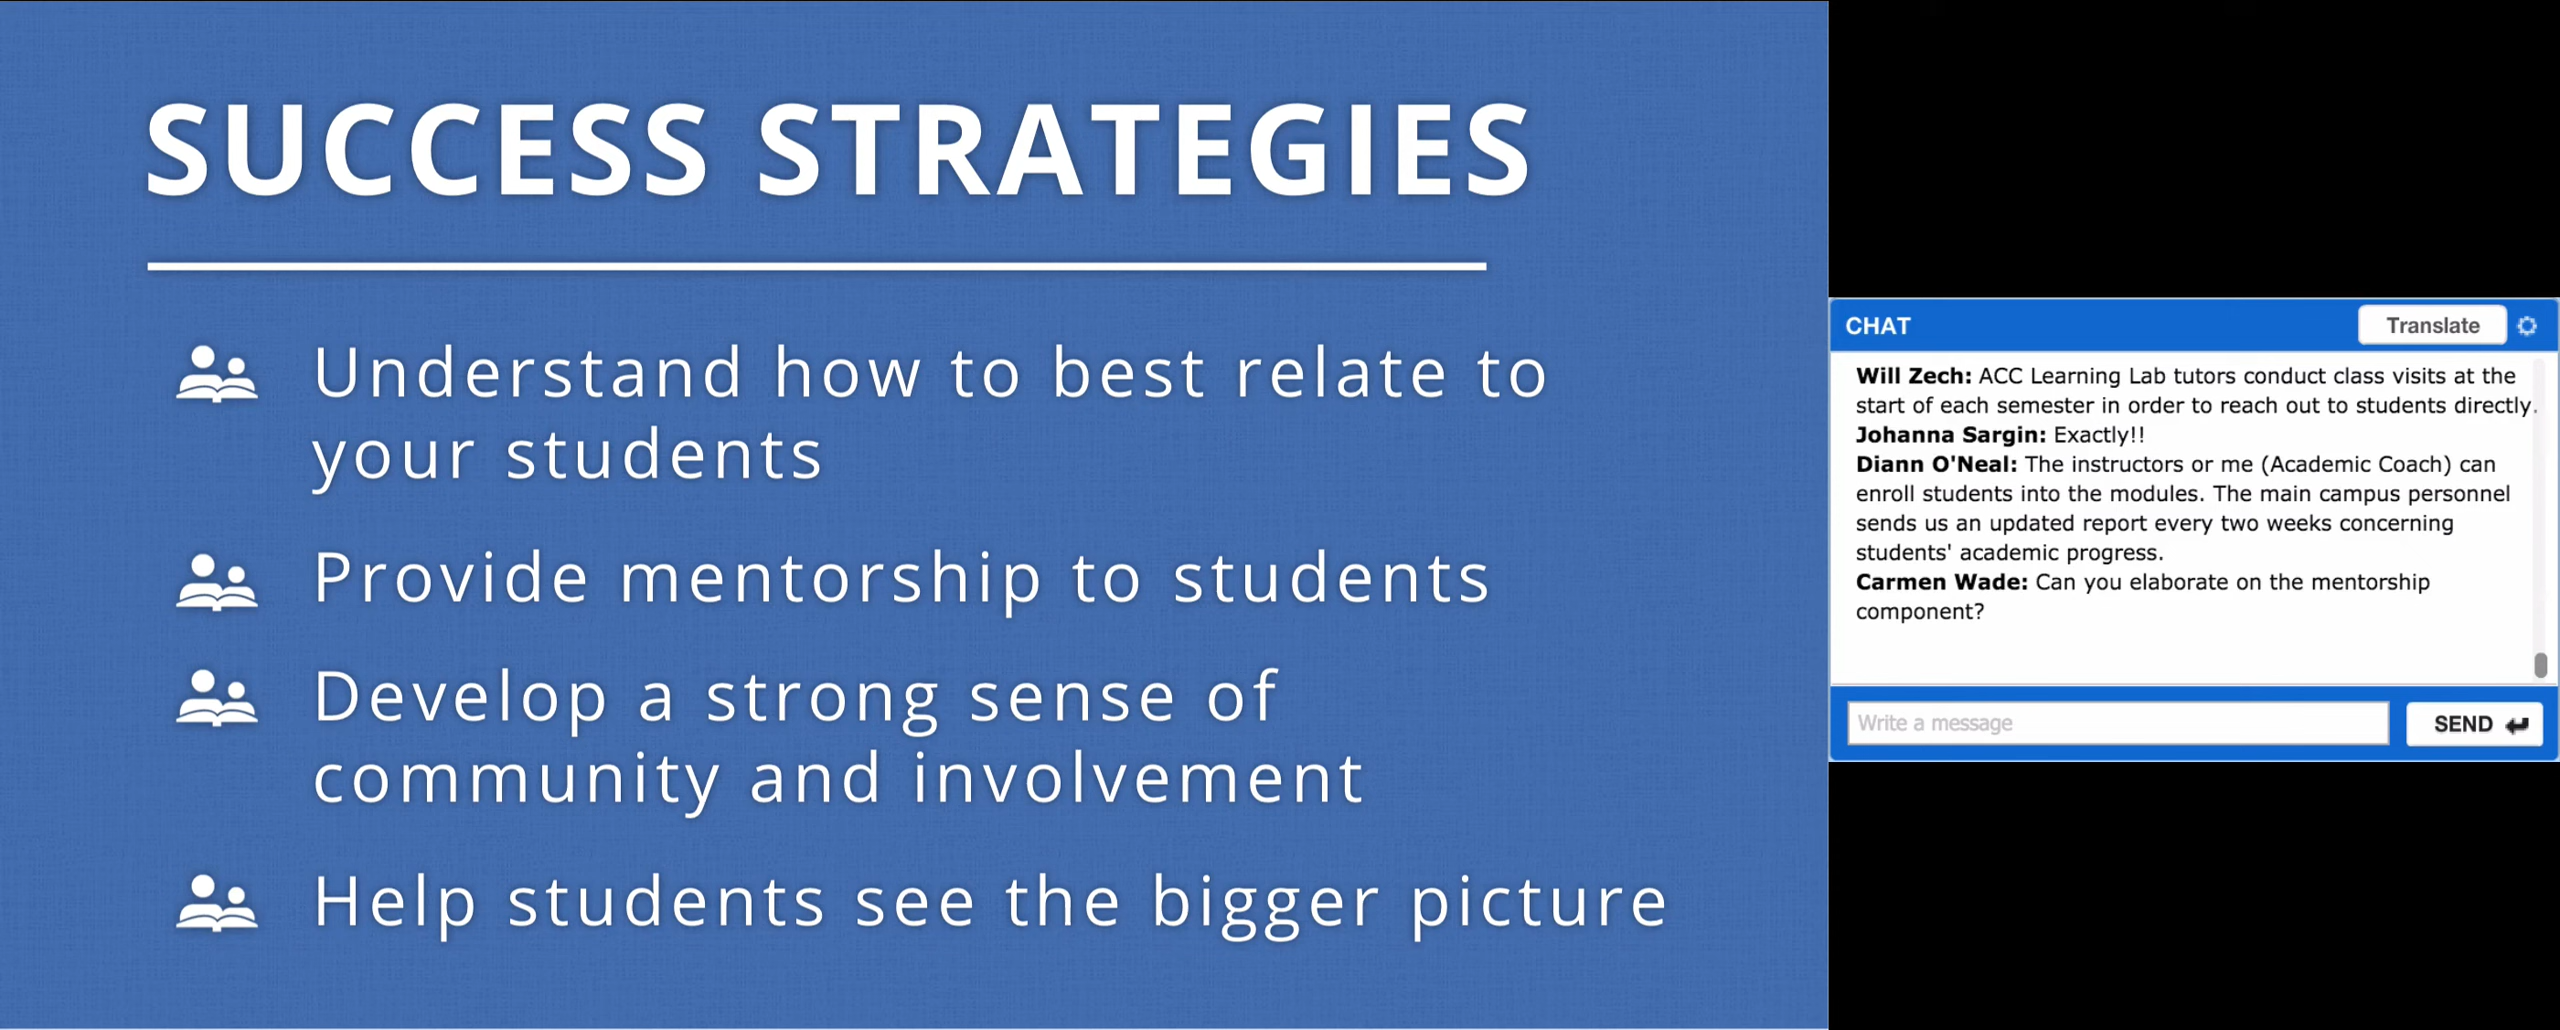 SUCCESS STRATEGIES
Understand how to best relate to
your students
Provide mentorship to students
Develop a strong sense of
community and involvement
Help students see the bigger picture
CHAT
Translate
Will Zech: ACC Learning Lab tutors conduct class visits at the
start of each semester in order to reach out to students directly.
Johanna Sargin: Exactly!!
Diann O'Neal: The instructors or me (Academic Coach) can
enroll students into the modules. The main campus personnel
sends us an updated report every two weeks concerning
students' academic progress.
Carmen Wade: Can you elaborate on the mentorship
component?
Write a message
SEND